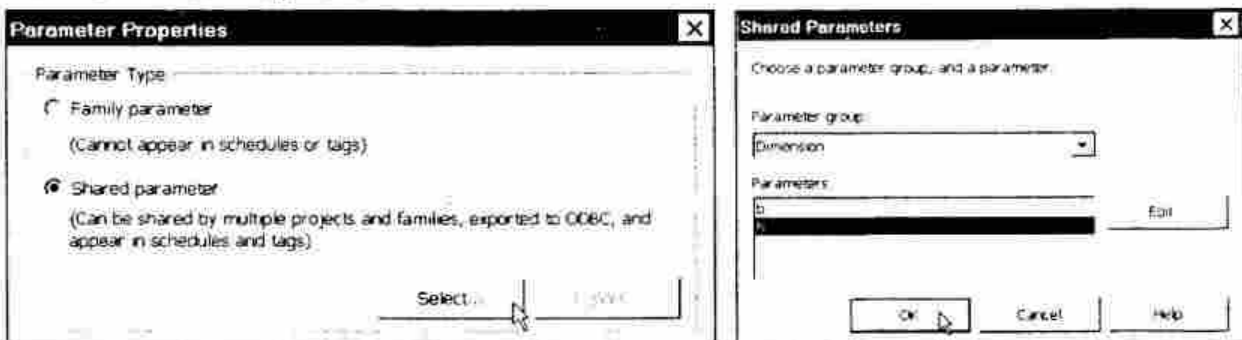 Parameter Properties
Parameter Type
Family parameter
(Cannot appear in schedules or tags)
Shared parameter
(Can be shared by multiple projects and families, exported to ODBC, and
appear in schedules and tags)
Select...
Shared Parameters
Choose a parameter group, and a parameter.
Parameter group:
Dimension
Parameters:
b
h
Edit
OK
Cancel
Help